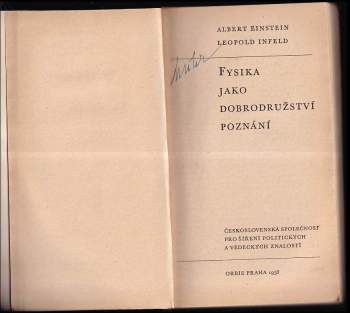 ALBERT EINSTEIN
LEOPOLD INFELD
FYSIKA
JAKO
DOBRODRUŽSTVÍ
POZNÁNÍ
ČESKOSLOVENSKÁ SPOLEČNOST
PRO ŠÍŘENÍ POLITICKÝCH
A VĚDECKÝCH ZNALOSTÍ
ORBIS PRAHA 1958